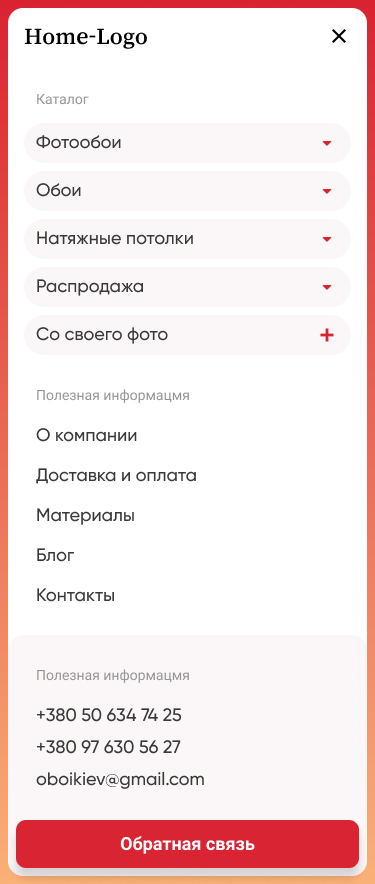 Home-Logo
Каталог
Фотообои
Обои
Натяжные потолки
Распродажа
Со своего фото
Полезная информацмя
О компании
Доставка и оплата
Материалы
Блог
Контакты
Полезная информацмя
+380 50 634 74 25
+380 97 630 56 27
oboikiev@gmail.com
Обратная связь